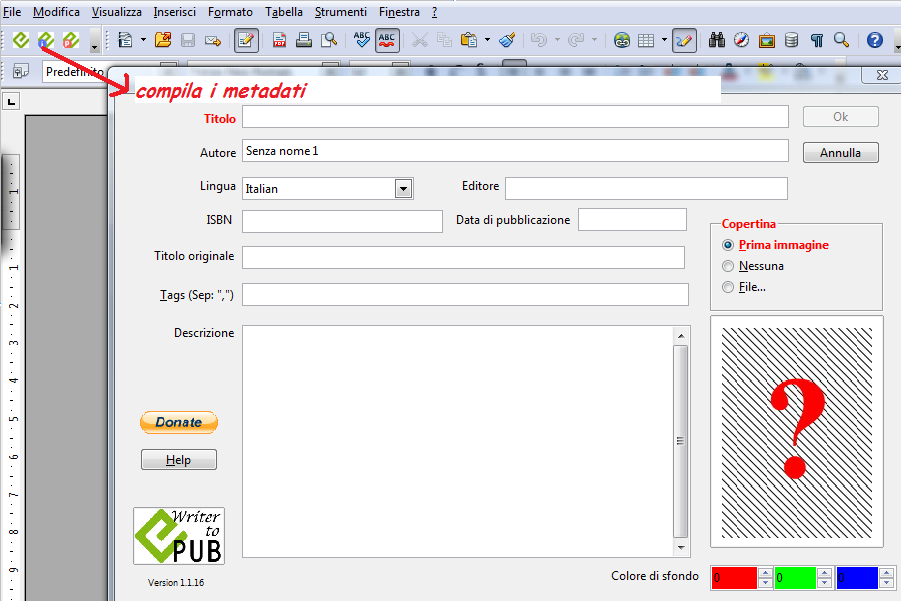 File Modifica Visualizza Inserisci Formato Tabella Strumenti Finestra ?
Predefinito
compila i metadati
Titolo
Ok
Autore Senza nome 1
Annulla
Lingua Italian Editore
ISBN Data di pubblicazione
Copertina
Prima immagine
Nessuna
File...
Titolo originale
Tags (Sep: ",")
Descrizione
?
Donate
Help
Writer
to
ePUB
Version 1.1.16
Colore di sfondo 0 0 0